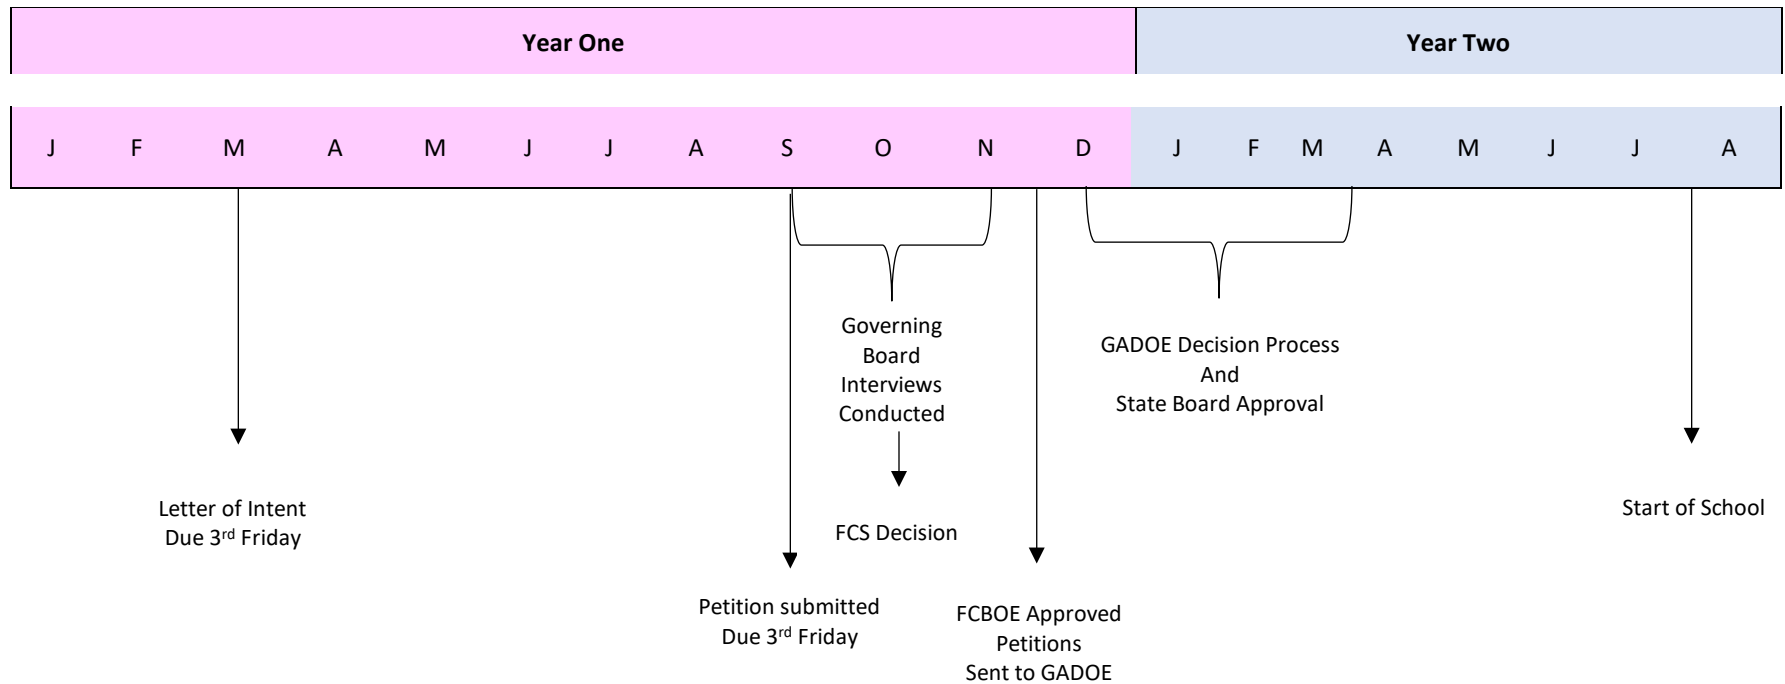 Year One
Year Two
J F M A M J J A S O N D J F M A M J J A
Letter of Intent
Due 3rd Friday
Petition submitted
Due 3rd Friday
Governing
Board
Interviews
Conducted
FCS Decision
FCBOE Approved
Petitions
Sent to GADOE
GADOE Decision Process
And
State Board Approval
Start of School